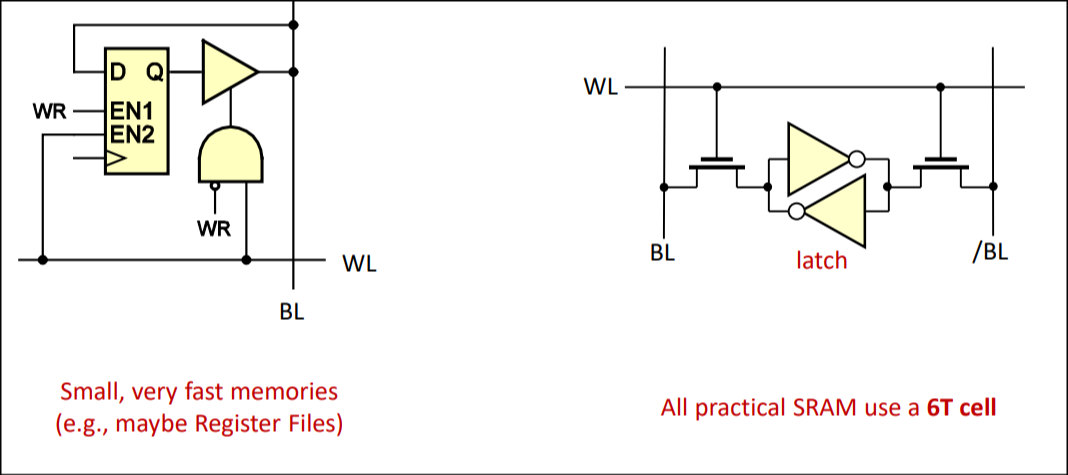 D Q
WR
EN1
EN2
WR
WL
BL
Small, very fast memories
(e.g., maybe Register Files)
WL
BL
latch
/BL
All practical SRAM use a 6T cell